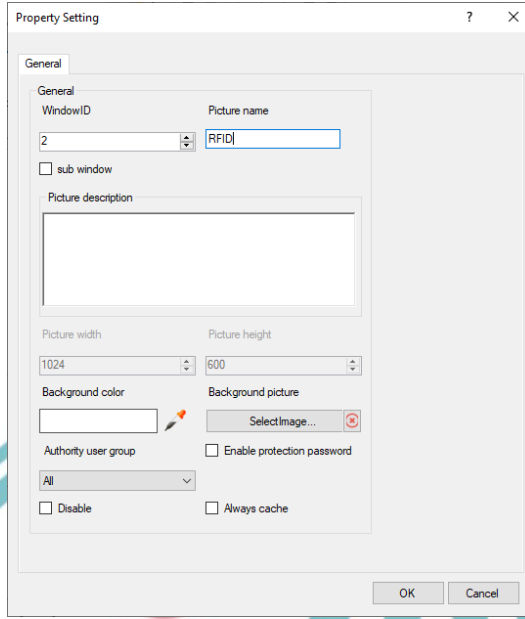 Property Setting
?
General
General
WindowID Picture name
2 RFID
sub window
Picture description
Picture width Picture height
1024 600
Background color Background picture
SelectImage...
Authority user group Enable protection password
All
Disable Always cache
OK Cancel